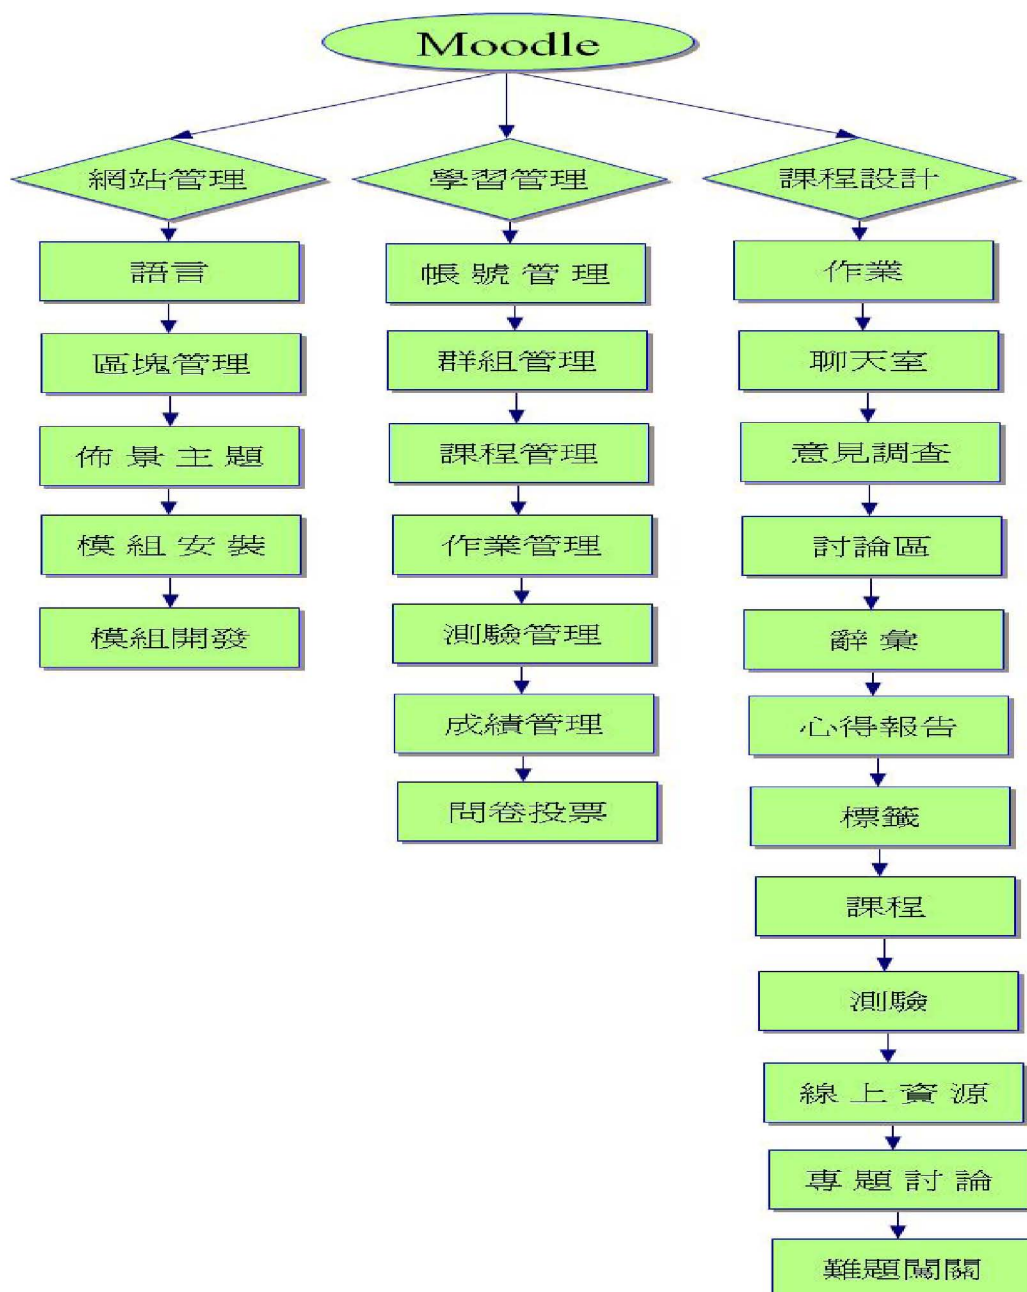 Moodle
網站管理
語言
區塊管理
佈景主題
模組安裝
模組開發
學習管理
帳號管理
群組管理
課程管理
作業管理
測驗管理
成績管理
問卷投票
課程設計
作業
聊天室
意見調查
討論區
辭彙
心得報告
標籤
課程
測驗
線上資源
專題討論
難題闖關